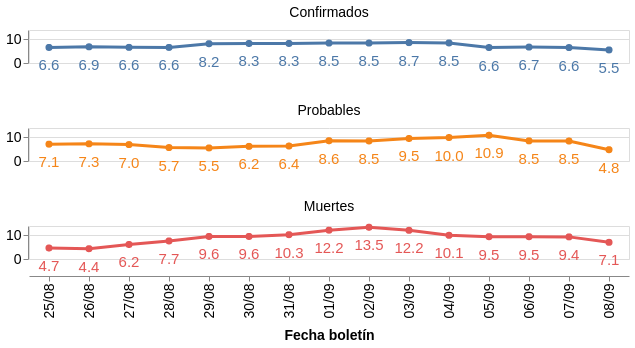 Confirmados
10
0
6.6 6.9 6.6 6.6 8.2 8.3 8.3 8.5 8.5 8.7 8.5 6.6 6.7 6.6 5.5
Probables
10
0
7.1 7.3 7.0 5.7 5.5 6.2 6.4 8.6 8.5 9.5 10.0 10.9 8.5 8.5 4.8
Muertes
10
0
4.7 4.4 6.2 7.7 9.6 9.6 10.3 12.2 13.5 12.2 10.1 9.5 9.5 9.4 7.1
25/08 26/08 27/08 28/08 29/08 30/08 31/08 01/09 02/09 03/09 04/09 05/09 06/09 07/09 08/09
Fecha boletín